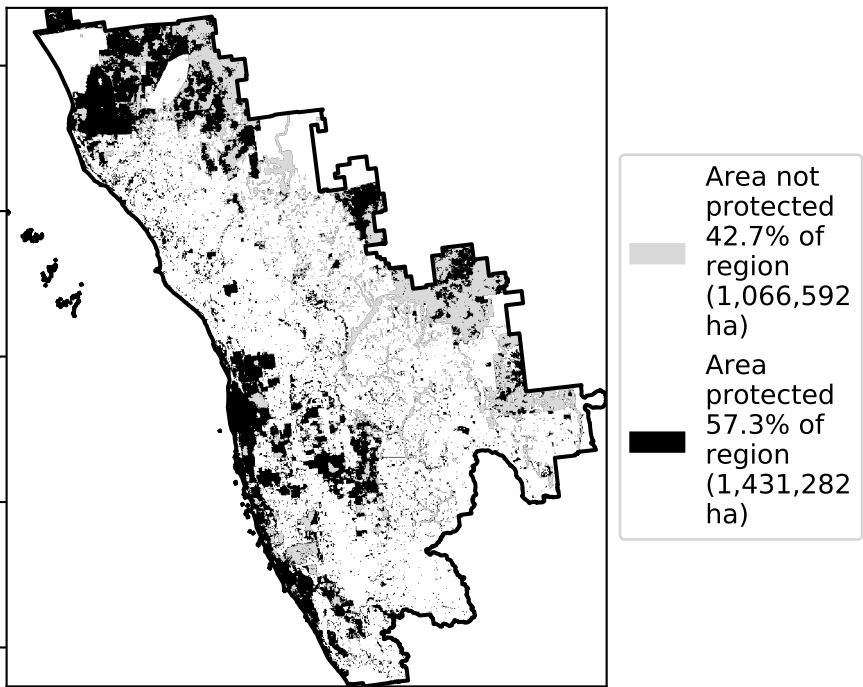 Area not
protected
42.7% of
region
(1,066,592
ha)
Area
protected
57.3% of
region
(1,431,282
ha)